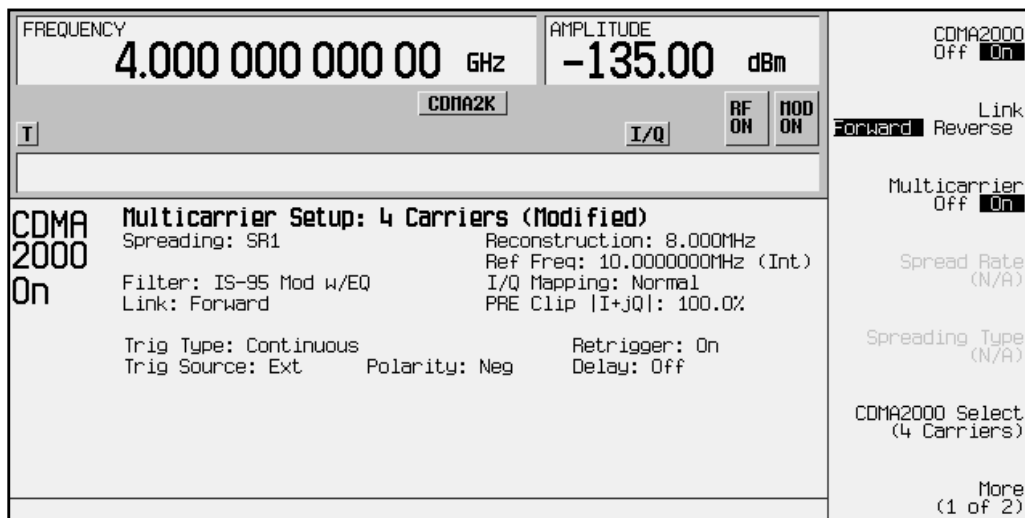 FREQUENCY
4.000 000 000 00 GHz
AMPLITUDE
-135.00 dBm
CDMA2K
T
I/Q
RF ON
MOD ON
CDMA 2000 On
Multicarrier Setup: 4 Carriers (Modified)
Spreading: SR1
Reconstruction: 8.000MHz
Ref Freq: 10.0000000MHz (Int)
Filter: IS-95 Mod w/EQ
I/Q Mapping: Normal
Link: Forward
PRE Clip |I+jQ|: 100.0%
Trig Type: Continuous
Retrigger: On
Trig Source: Ext
Polarity: Neg
Delay: Off
CDMA2000
Off On
Link
Forward Reverse
Multicarrier
Off On
Spread Rate
(N/A)
Spreading Type
(N/A)
CDMA2000 Select
(4 Carriers)
More
(1 of 2)